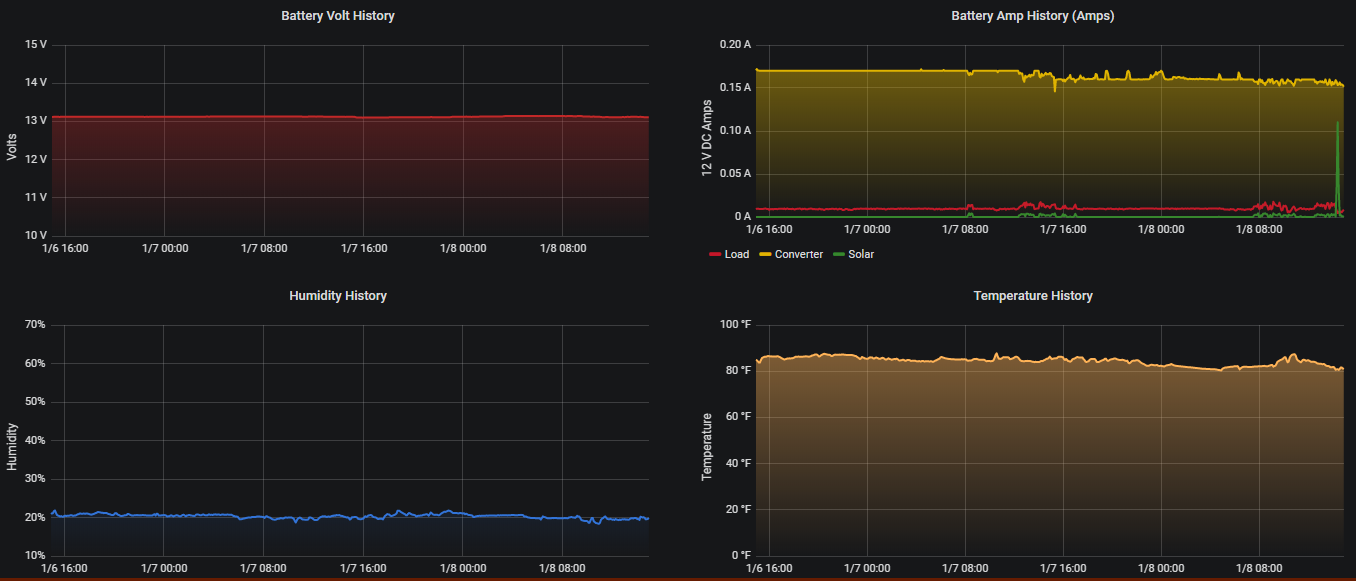 Battery Volt History
15 V
14 V
13 V
12 V
11 V
10 V
Volts
1/6 16:00 1/7 00:00 1/7 08:00 1/7 16:00 1/8 00:00 1/8 08:00
Battery Amp History (Amps)
0.20 A
0.15 A
0.10 A
0.05 A
0 A
12 V DC Amps
1/6 16:00 1/7 00:00 1/7 08:00 1/7 16:00 1/8 00:00 1/8 08:00
Load Converter Solar
Humidity History
70%
60%
50%
40%
30%
20%
10%
Humidity
1/6 16:00 1/7 00:00 1/7 08:00 1/7 16:00 1/8 00:00 1/8 08:00
Temperature History
100 °F
80 °F
60 °F
40 °F
20 °F
0 °F
Temperature
1/6 16:00 1/7 00:00 1/7 08:00 1/7 16:00 1/8 00:00 1/8 08:00